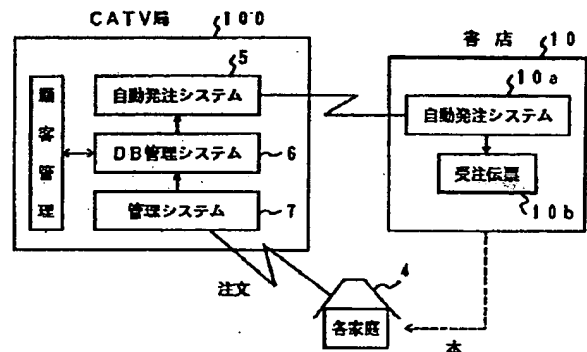 CATV局 100
書店 10
5
自動発注システム
10a
自動発注システム
顧客管理
DB管理システム 6
受注伝票
10b
管理システム 7
注文
4
各家庭
本